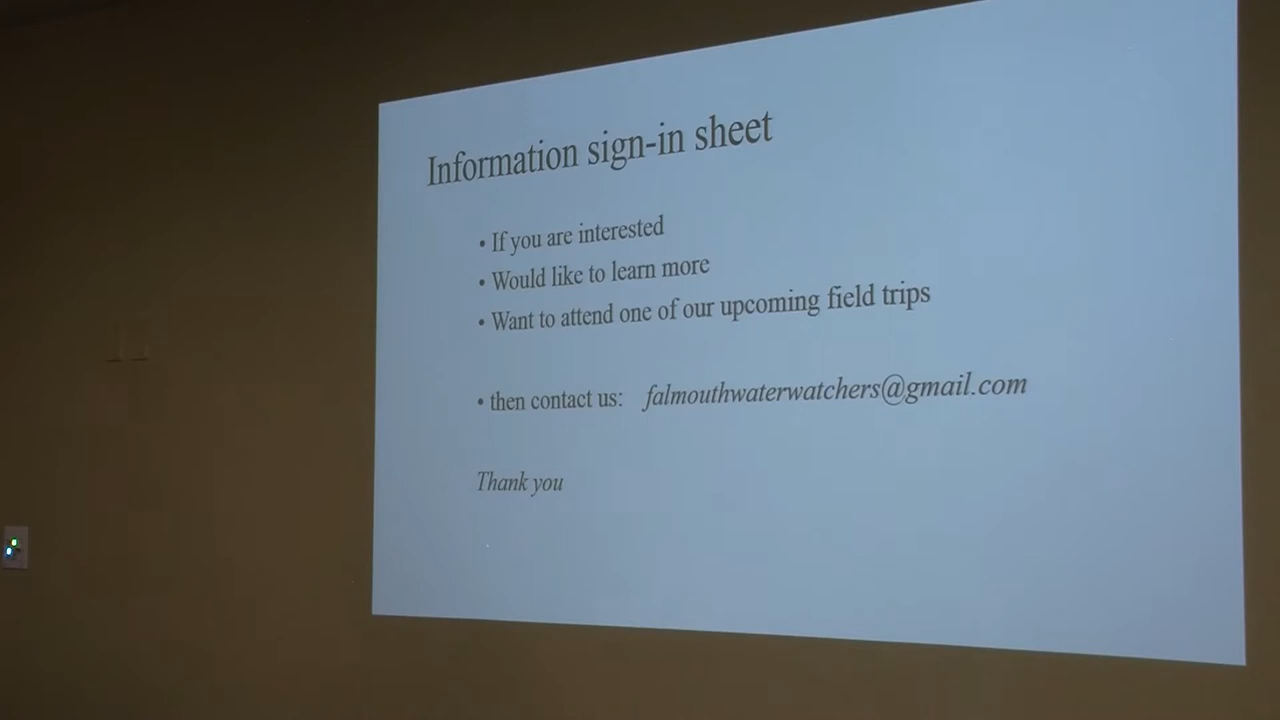 Information sign-in sheet
• If you are interested
• Would like to learn more
• Want to attend one of our upcoming field trips
• then contact us: falmouthwaterwatchers@gmail.com
Thank you